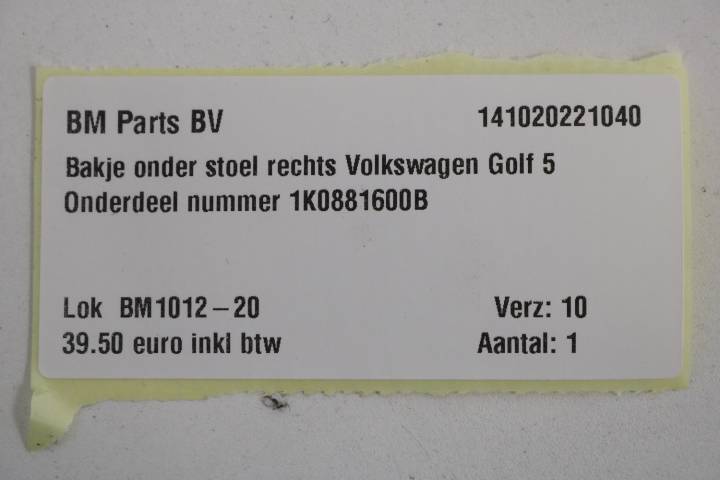 BM Parts BV 141020221040
Bakje onder stoel rechts Volkswagen Golf 5
Onderdeel nummer 1K0881600B
Lok BM1012-20 Verz: 10
39.50 euro inkl btw Aantal: 1